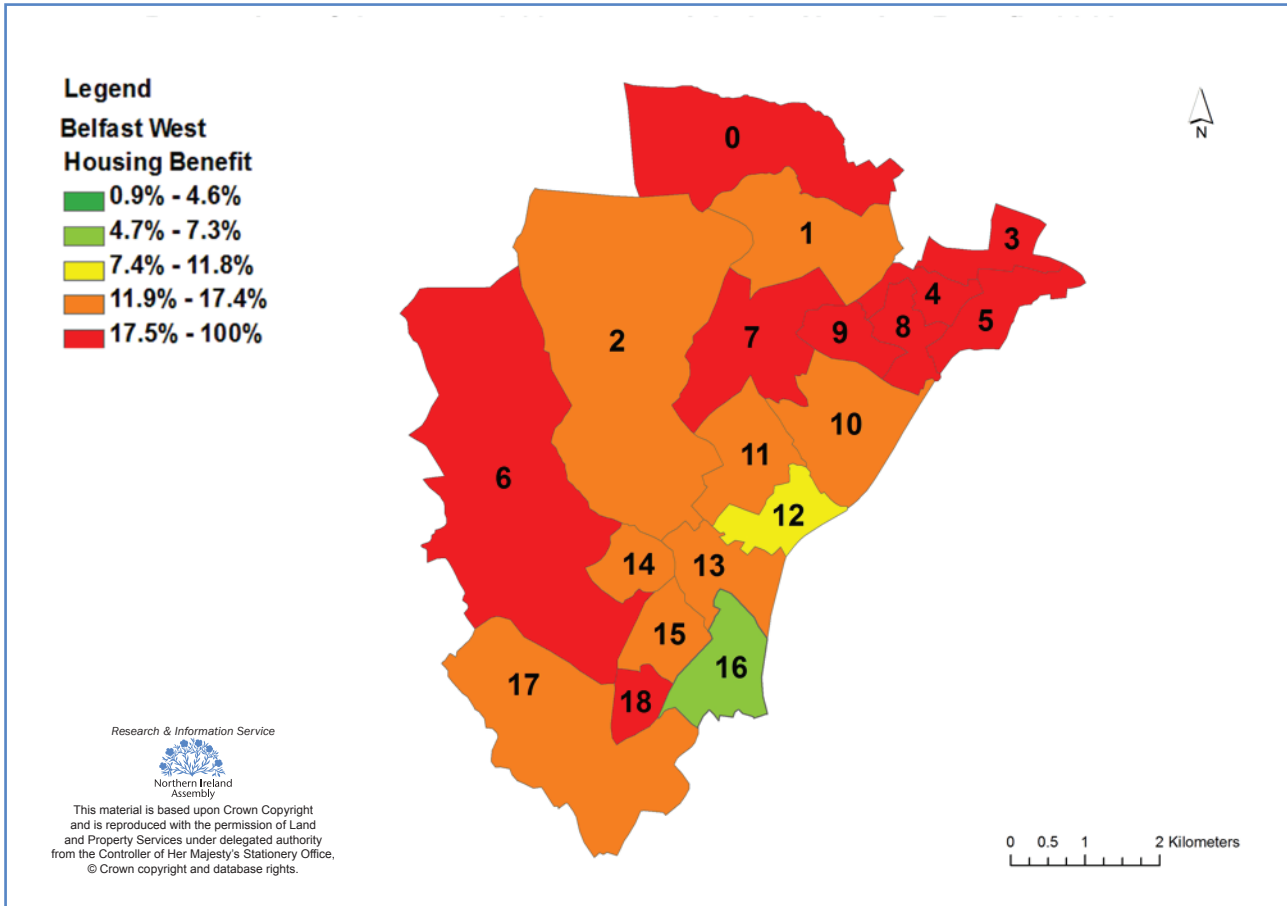 Legend
Belfast West
Housing Benefit
0.9% - 4.6%
4.7% - 7.3%
7.4% - 11.8%
11.9% - 17.4%
17.5% - 100%
N
0
1
3
4
2
7
9
8
5
10
11
6
12
14
13
15
16
17
18
Research & Information Service
Northern Ireland
Assembly
This material is based upon Crown Copyright
and is reproduced with the permission of Land
and Property Services under delegated authority
from the Controller of Her Majesty's Stationery Office,
© Crown copyright and database rights.
0 0.5 1 2 Kilometers